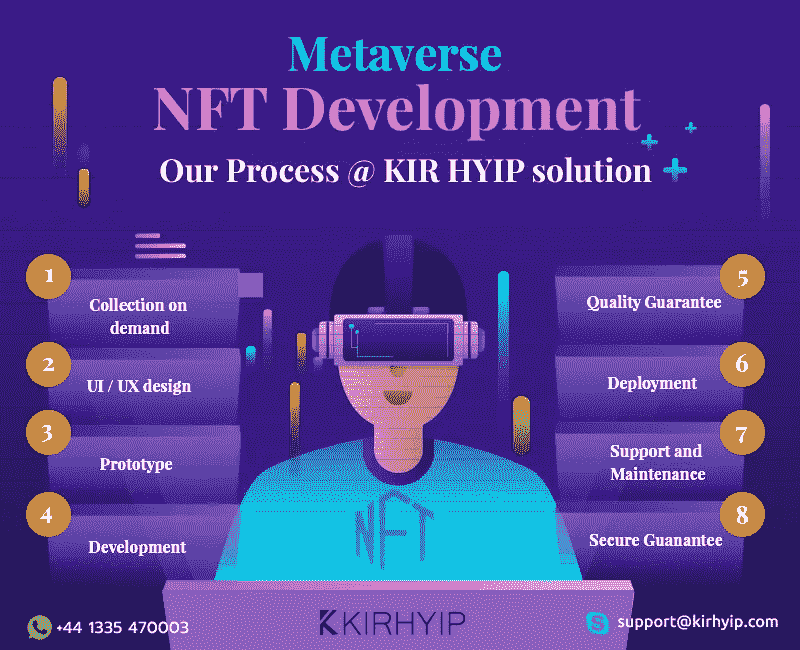 Metaverse
NFT Development
Our Process @ KIR HYIP solution
1
Collection on
demand
2
UI / UX design
3
Prototype
4
Development
5
Quality Guarantee
6
Deployment
7
Support and
Maintenance
8
Secure Guanantee
NFT
KIRHYIP
+44 1335 470003
support@kirhyip.com